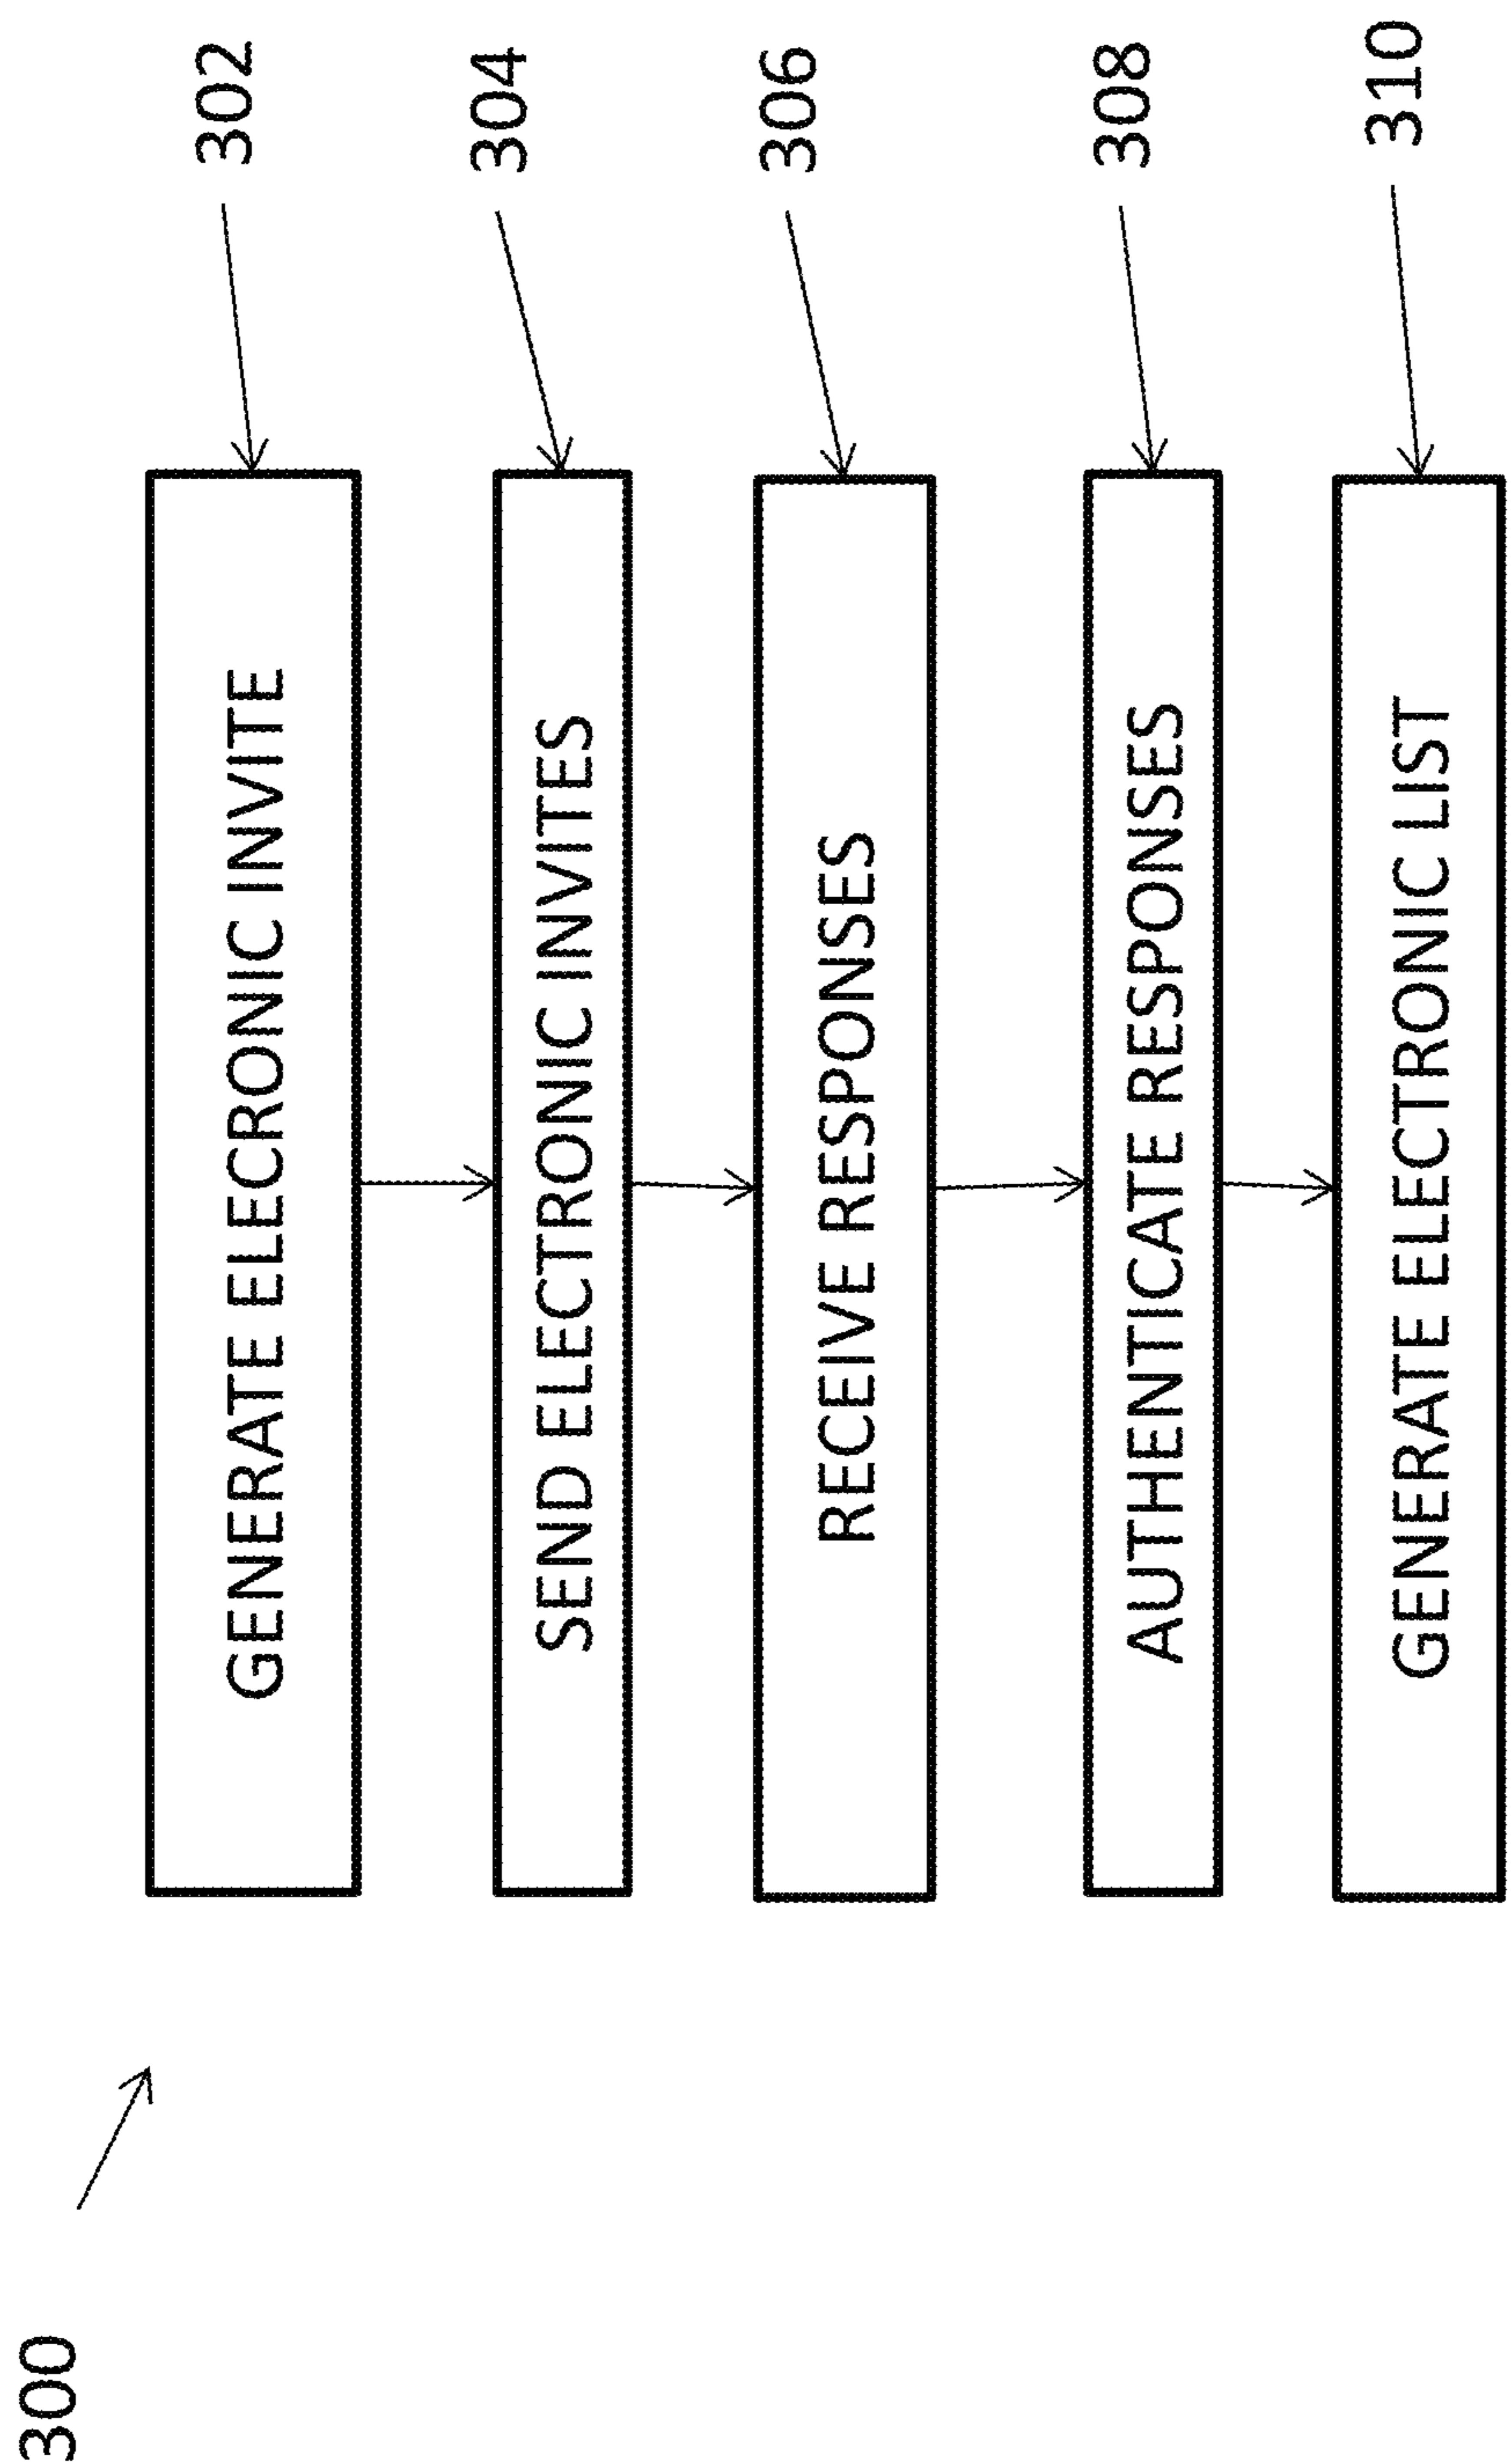 300
GENERATE ELECRONIC INVITE
302
SEND ELECTRONIC INVITES
304
RECEIVE RESPONSES
306
AUTHENTICATE RESPONSES
308
GENERATE ELECTRONIC LIST
310